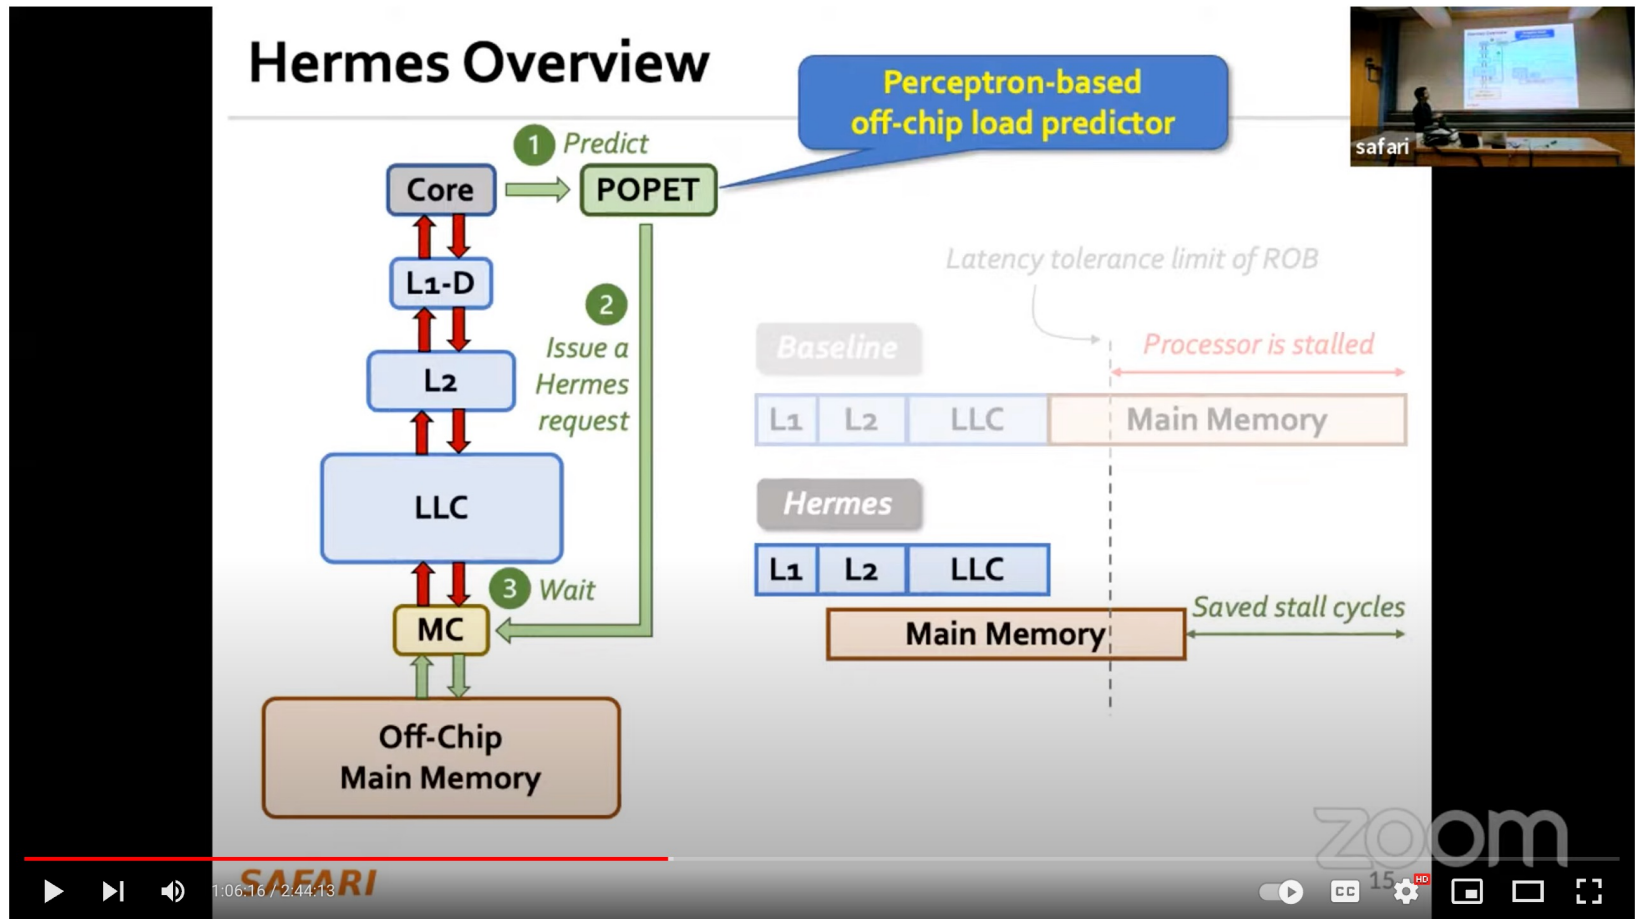 Hermes Overview
Perceptron-based
off-chip load predictor
safari
1 Predict
Core
POPET
L1-D
2
Issue a
Hermes
request
L2
LLC
3 Wait
MC
Off-Chip
Main Memory
Latency tolerance limit of ROB
Baseline
Processor is stalled
L1 L2 LLC Main Memory
Hermes
L1 L2 LLC
Main Memory
Saved stall cycles
zoom
SAFARI
1:06:16 / 2:44:13
15
CC
HD